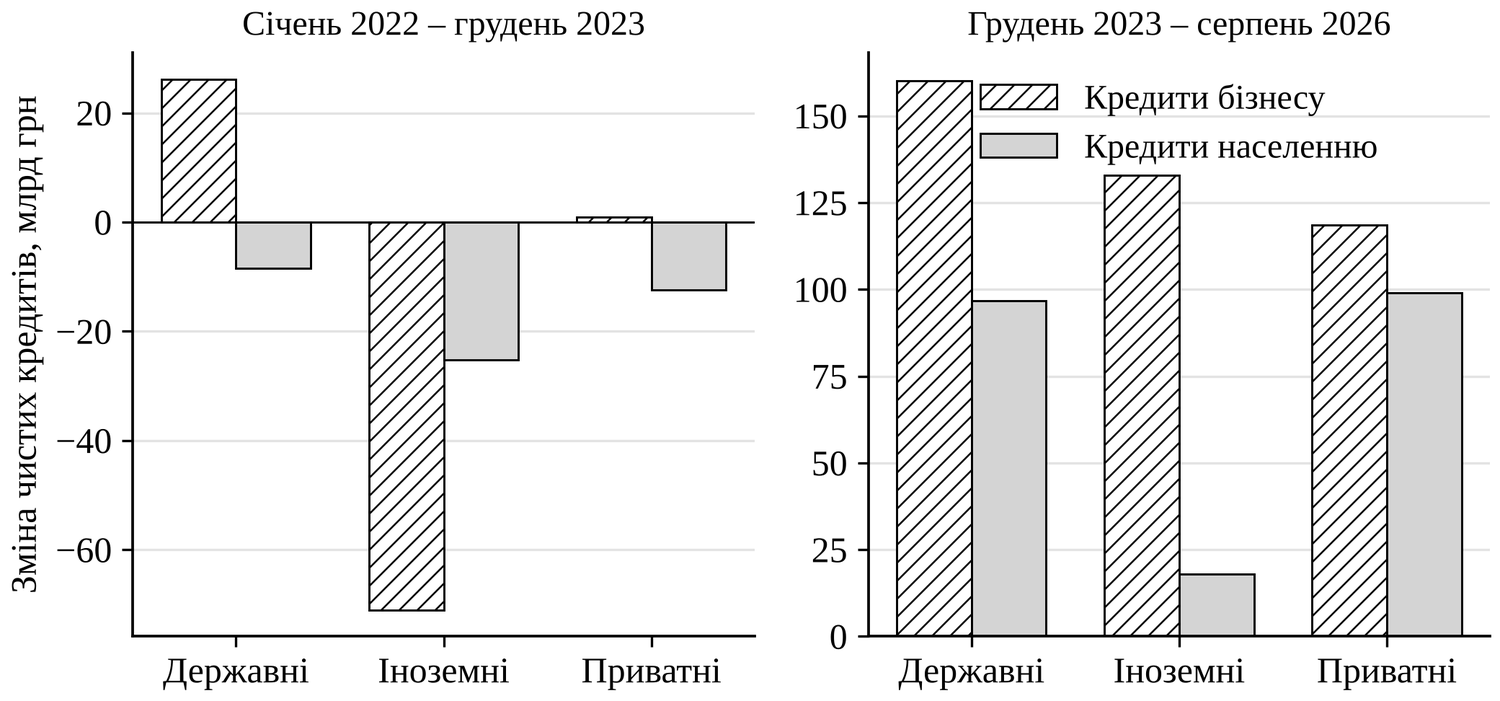 Січень 2022 – грудень 2023
Зміна чистих кредитів, млрд грн
20
0
−20
−40
−60
Державні Іноземні Приватні
Грудень 2023 – серпень 2026
Кредити бізнесу
Кредити населенню
150
125
100
75
50
25
0
Державні Іноземні Приватні